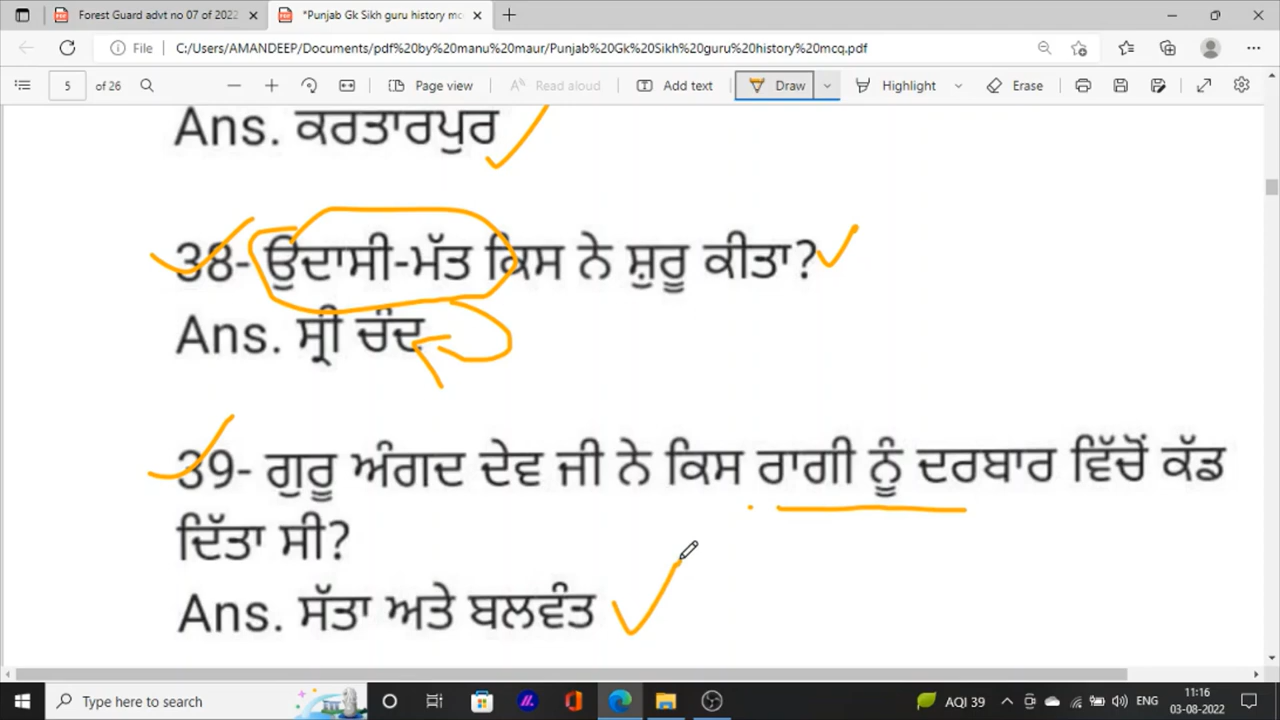 Forest Guard advt no 07 of 2022
*Punjab Gk Sikh guru history mc
File
C:/Users/AMANDEEP/Documents/pdf%20by%20manu%20maur/Punjab%20Gk%20Sikh%20guru%20history%20mcq.pdf
5 of 26
Page view
Read aloud
Add text
Draw
Highlight
Erase
Ans. ਕਰਤਾਰਪੁਰ
38- ਉਦਾਸੀ-ਮੱਤ ਕਿਸ ਨੇ ਸ਼ੁਰੂ ਕੀਤਾ?
Ans. ਸ੍ਰੀ ਚੰਦ
39- ਗੁਰੂ ਅੰਗਦ ਦੇਵ ਜੀ ਨੇ ਕਿਸ ਰਾਗੀ ਨੂੰ ਦਰਬਾਰ ਵਿੱਚੋਂ ਕੱਡ
ਦਿੱਤਾ ਸੀ?
Ans. ਸੱਤਾ ਅਤੇ ਬਲਵੰਤ
Type here to search
AQI 39
ENG
11:16
03-08-2022